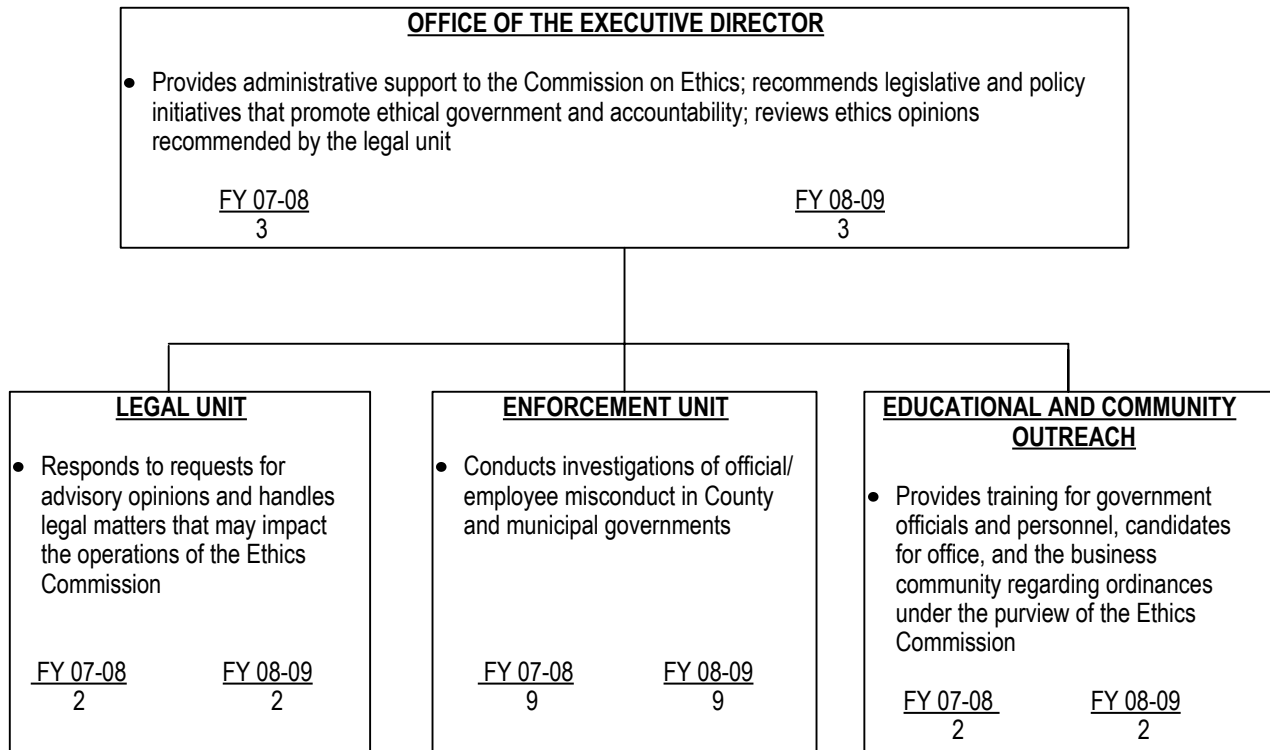 OFFICE OF THE EXECUTIVE DIRECTOR
• Provides administrative support to the Commission on Ethics; recommends legislative and policy
initiatives that promote ethical government and accountability; reviews ethics opinions
recommended by the legal unit
FY 07-08 FY 08-09
3 3
LEGAL UNIT
• Responds to requests for
advisory opinions and handles
legal matters that may impact
the operations of the Ethics
Commission
FY 07-08 FY 08-09
2 2
ENFORCEMENT UNIT
• Conducts investigations of official/
employee misconduct in County
and municipal governments
FY 07-08 FY 08-09
9 9
EDUCATIONAL AND COMMUNITY
OUTREACH
• Provides training for government
officials and personnel, candidates
for office, and the business
community regarding ordinances
under the purview of the Ethics
Commission
FY 07-08 FY 08-09
2 2